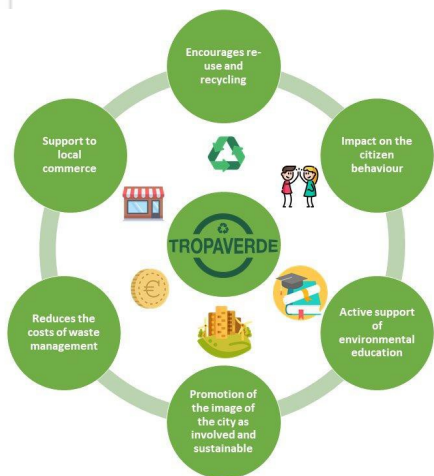 Encourages re-
use and
recycling
Impact on the
citizen
behaviour
Active support
of
environmental
education
Promotion of
the image of
the city as
involved and
sustainable
Reduces the
costs of waste
management
Support to
local
commerce
TROPAVERDE